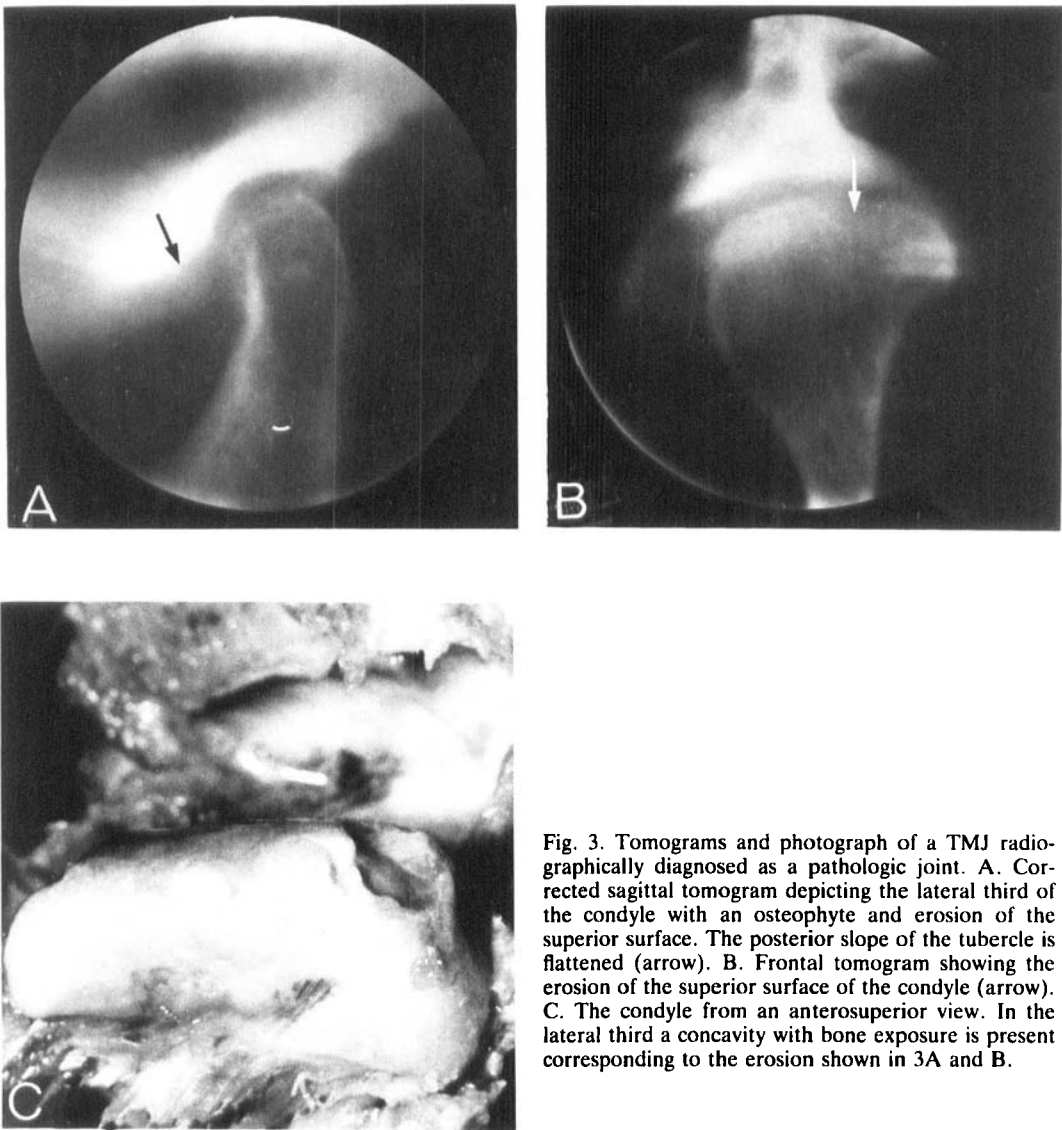 A
B
C
Fig. 3. Tomograms and photograph of a TMJ radio-
graphically diagnosed as a pathologic joint. A. Cor-
rected sagittal tomogram depicting the lateral third of
the condyle with an osteophyte and erosion of the
superior surface. The posterior slope of the tubercle is
flattened (arrow). B. Frontal tomogram showing the
erosion of the superior surface of the condyle (arrow).
C. The condyle from an anterosuperior view. In the
lateral third a concavity with bone exposure is present
corresponding to the erosion shown in 3A and B.